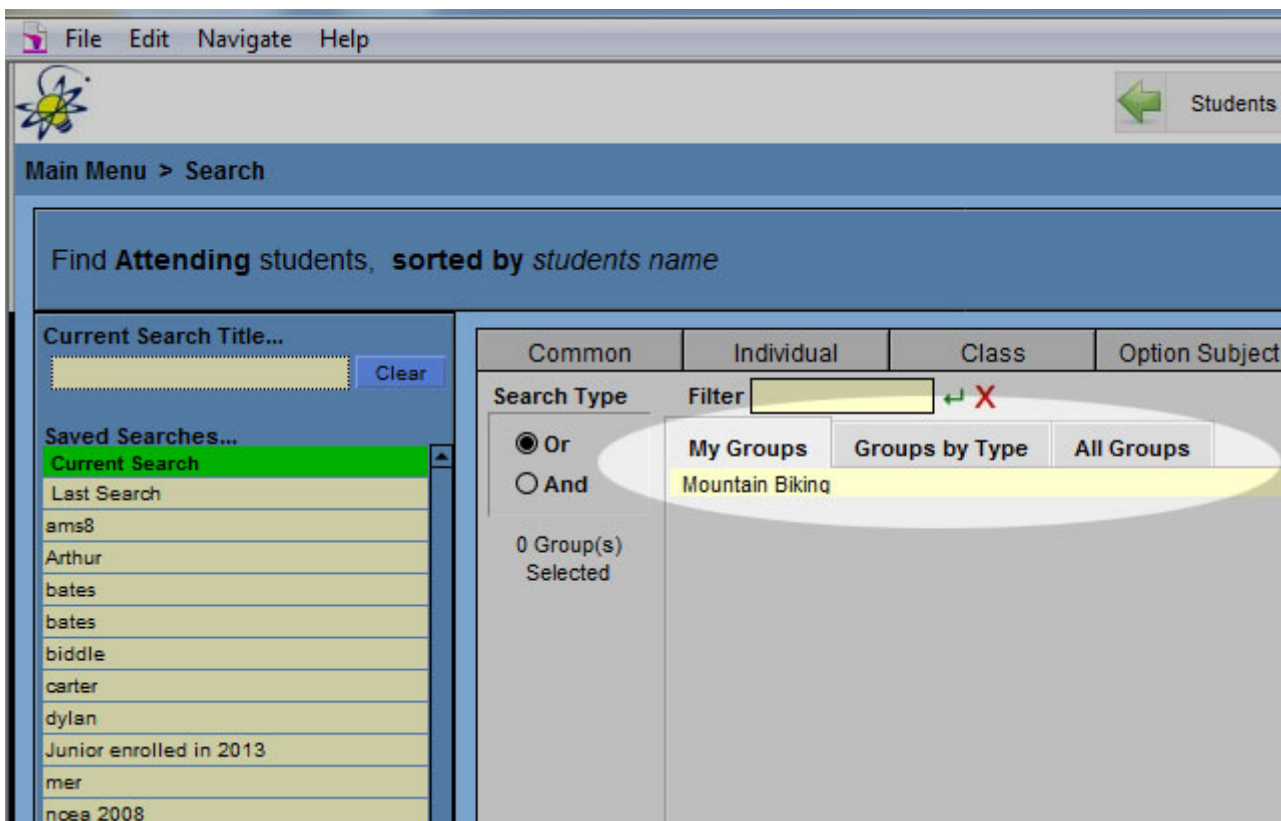 File Edit Navigate Help
Students
Main Menu > Search
Find Attending students, sorted by students name
Current Search Title...
Clear
Saved Searches...
Current Search
Last Search
ams8
Arthur
bates
bates
biddle
carter
dylan
Junior enrolled in 2013
mer
ncea 2008
Common Individual Class Option Subject
Search Type Filter X
Or
And
0 Group(s)
Selected
My Groups Groups by Type All Groups
Mountain Biking